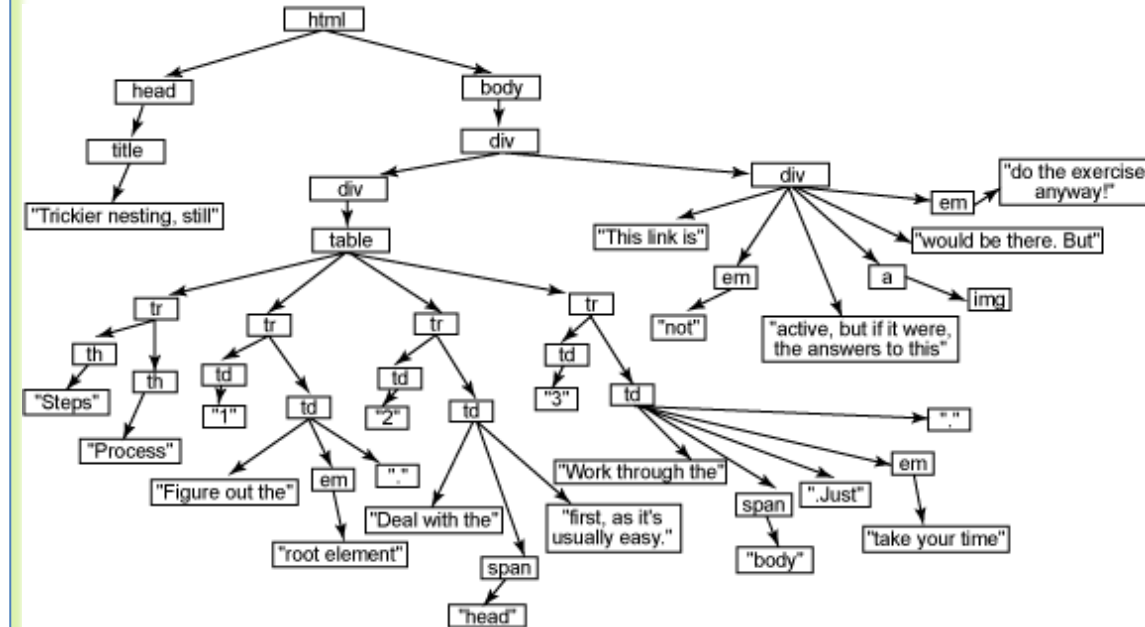 html
head
body
title
div
"Trickier nesting, still"
div
div
em
"do the exercise
anyway!"
table
"This link is"
"would be there. But"
em
a
img
"not"
"active, but if it were,
the answers to this"
tr
tr
tr
tr
th
th
"Steps"
"Process"
td
"1"
td
"Figure out the"
em
"."
"root element"
td
"2"
td
"Deal with the"
"first, as it's
usually easy."
span
"head"
td
"3"
td
"Work through the"
span
"body"
".Just"
em
"take your time"
"."